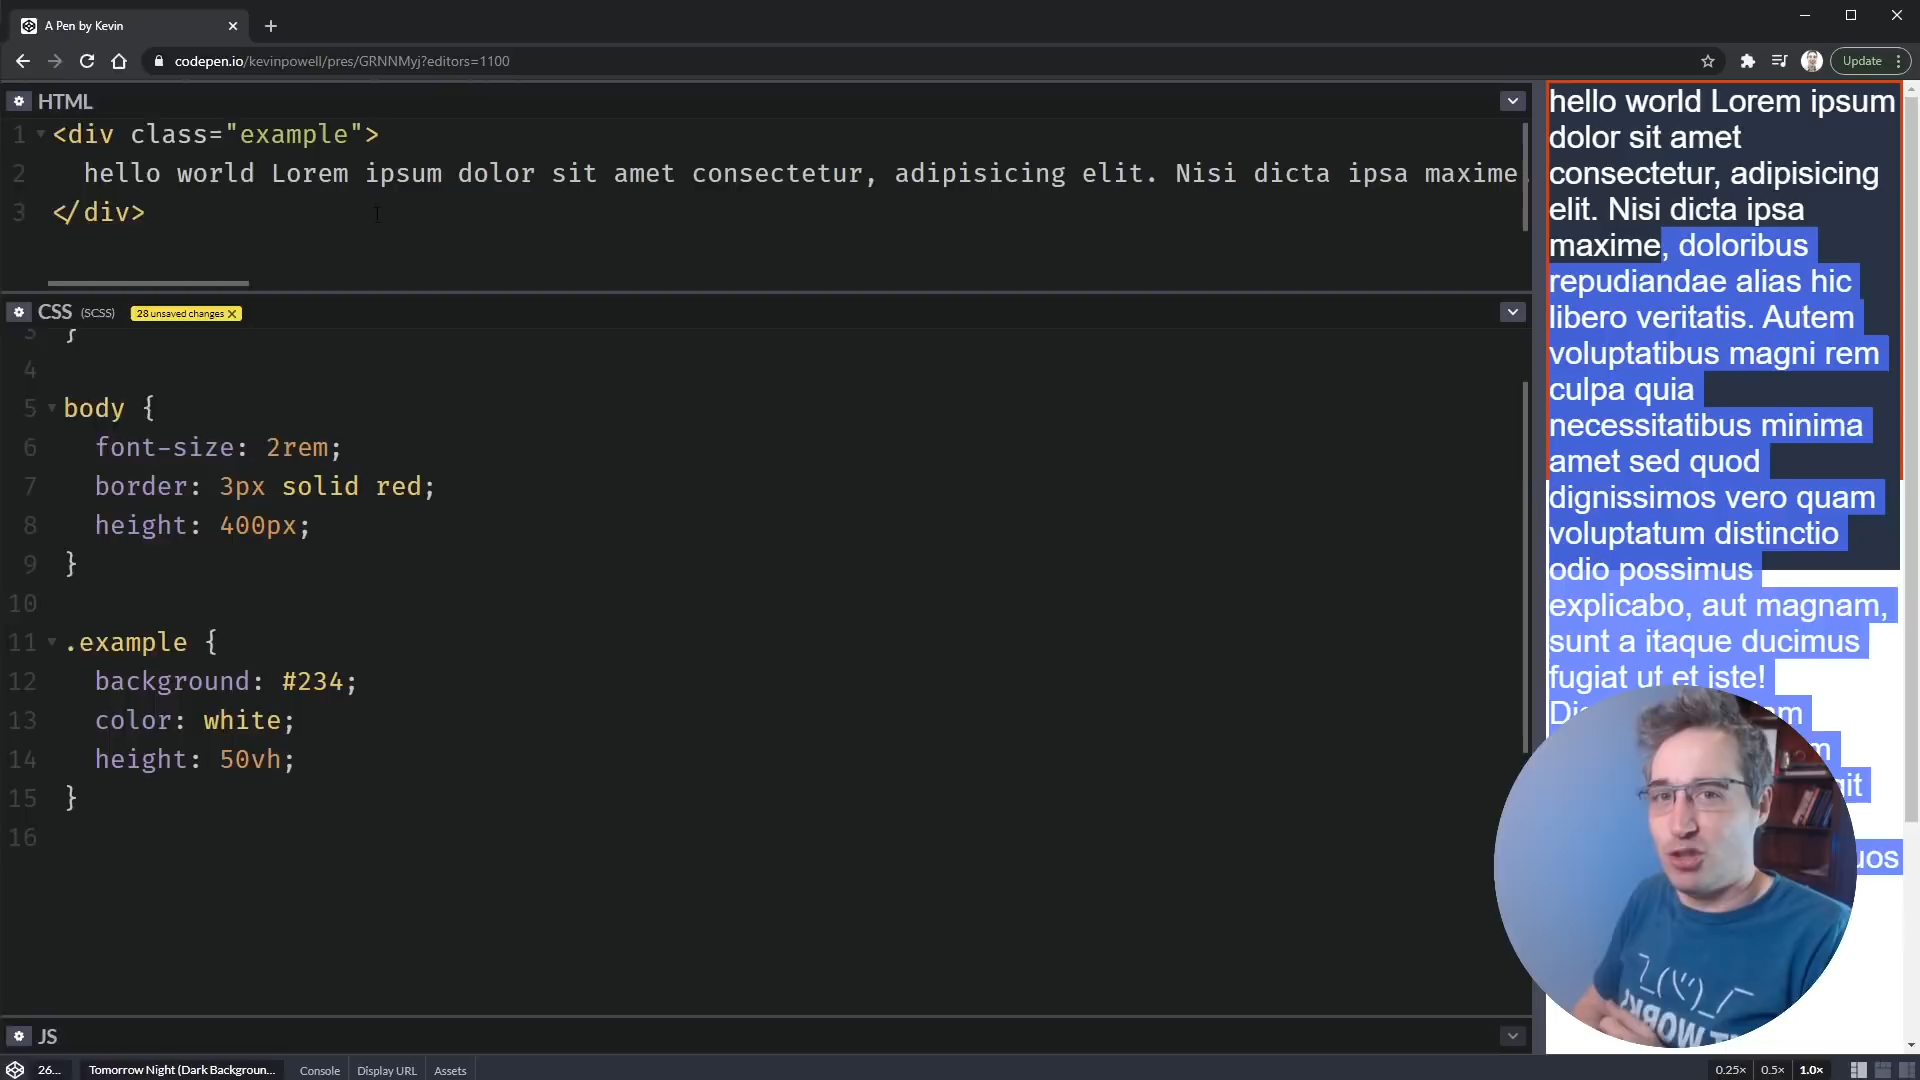 A Pen by Kevin
codepen.io/kevinpowell/pres/GRNNMyj?editors=1100
Update
HTML
1 <div class="example">
2 hello world Lorem ipsum dolor sit amet consectetur, adipisicing elit. Nisi dicta ipsa maxime
3 </div>
CSS (SCSS) 28 unsaved changes
3 }
4
5 body {
6 font-size: 2rem;
7 border: 3px solid red;
8 height: 400px;
9 }
10
11 .example {
12 background: #234;
13 color: white;
14 height: 50vh;
15 }
16
JS
hello world Lorem ipsum
dolor sit amet
consectetur, adipisicing
elit. Nisi dicta ipsa
maxime, doloribus
repudiandae alias hic
libero veritatis. Autem
voluptatibus magni rem
culpa quia
necessitatibus minima
amet sed quod
dignissimos vero quam
voluptatum distinctio
odio possimus
explicabo, aut magnam,
sunt a itaque ducimus
fugiat ut et iste!
26... Tomorrow Night (Dark Backgroun... Console Display URL Assets
0.25× 0.5× 1.0×